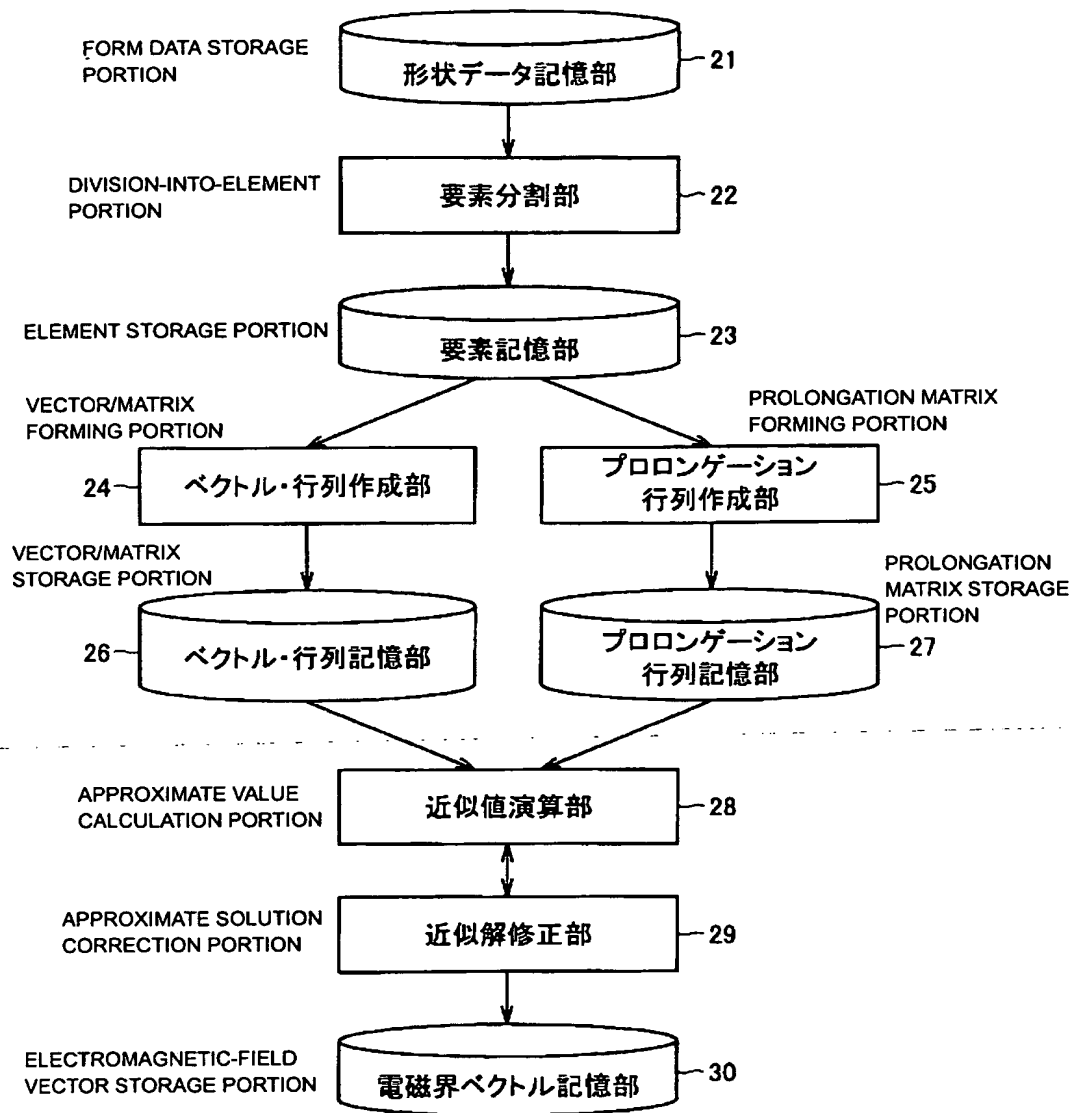 FORM DATA STORAGE
PORTION
形状データ記憶部
21
DIVISION-INTO-ELEMENT
PORTION
要素分割部
22
ELEMENT STORAGE PORTION
要素記憶部
23
VECTOR/MATRIX
FORMING PORTION
24
ベクトル・行列作成部
PROLONGATION MATRIX
FORMING PORTION
プロロンゲーション
行列作成部
25
VECTOR/MATRIX
STORAGE PORTION
26
ベクトル・行列記憶部
PROLONGATION
MATRIX STORAGE
PORTION
プロロンゲーション
行列記憶部
27
APPROXIMATE VALUE
CALCULATION PORTION
近似値演算部
28
APPROXIMATE SOLUTION
CORRECTION PORTION
近似解修正部
29
ELECTROMAGNETIC-FIELD
VECTOR STORAGE PORTION
電磁界ベクトル記憶部
30